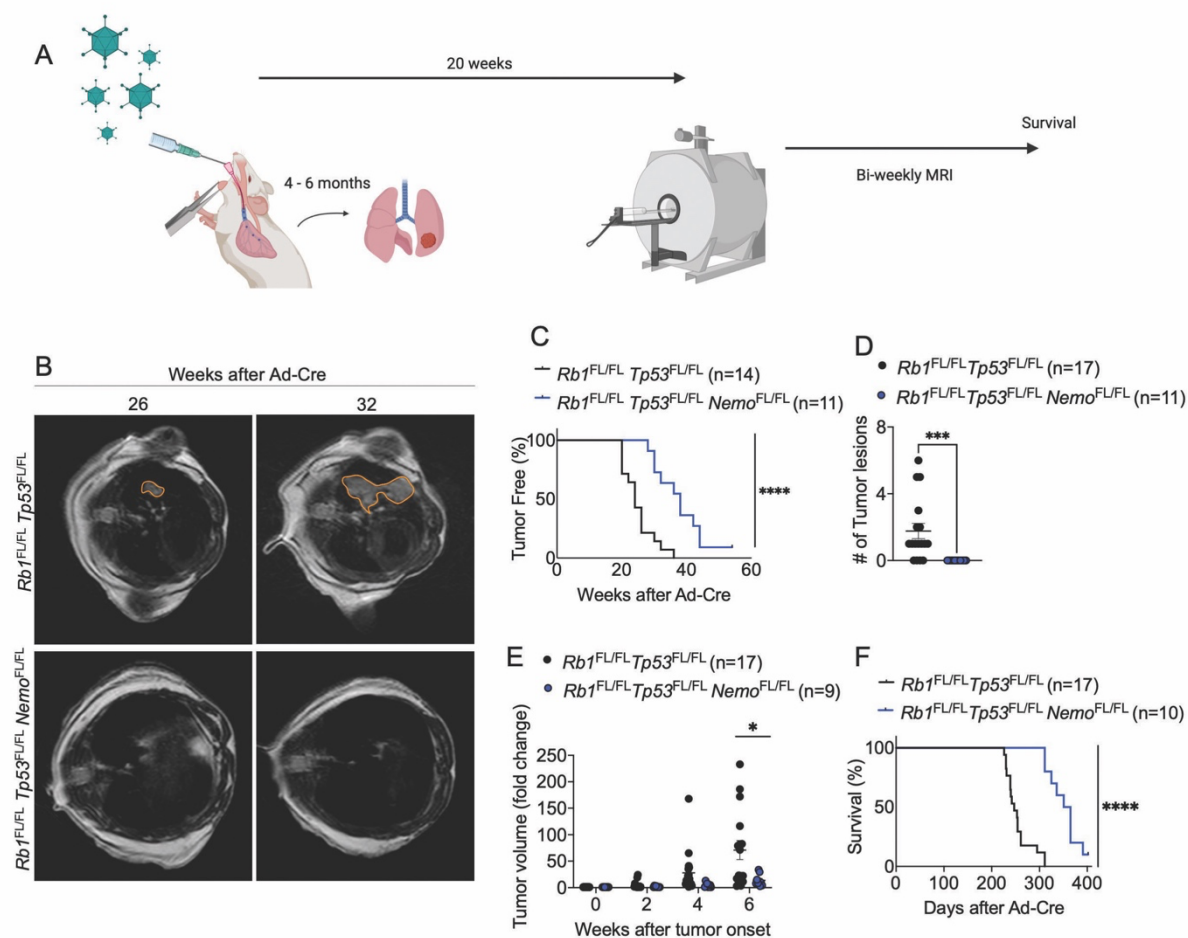 A
20 weeks
4 - 6 months
Survival
Bi-weekly MRI
B
Weeks after Ad-Cre
26
32
Rb1FL/FL Tp53FL/FL
Rb1FL/FL Tp53FL/FL NemoFL/FL
C
Rb1FL/FL Tp53FL/FL (n=14)
Rb1FL/FL Tp53FL/FL NemoFL/FL (n=11)
Tumor Free (%)
100
50
0
0 20 40 60
Weeks after Ad-Cre
****
D
Rb1FL/FLTp53FL/FL (n=17)
Rb1FL/FLTp53FL/FL NemoFL/FL (n=11)
# of Tumor lesions
8
4
0
***
E
Rb1FL/FLTp53FL/FL (n=17)
Rb1FL/FLTp53FL/FL NemoFL/FL (n=9)
Tumor volume (fold change)
250
200
150
100
50
0
*
0 2 4 6
Weeks after tumor onset
F
Rb1FL/FLTp53FL/FL (n=17)
Rb1FL/FLTp53FL/FL NemoFL/FL (n=10)
Survival (%)
100
50
0
0 100 200 300 400
Days after Ad-Cre
****